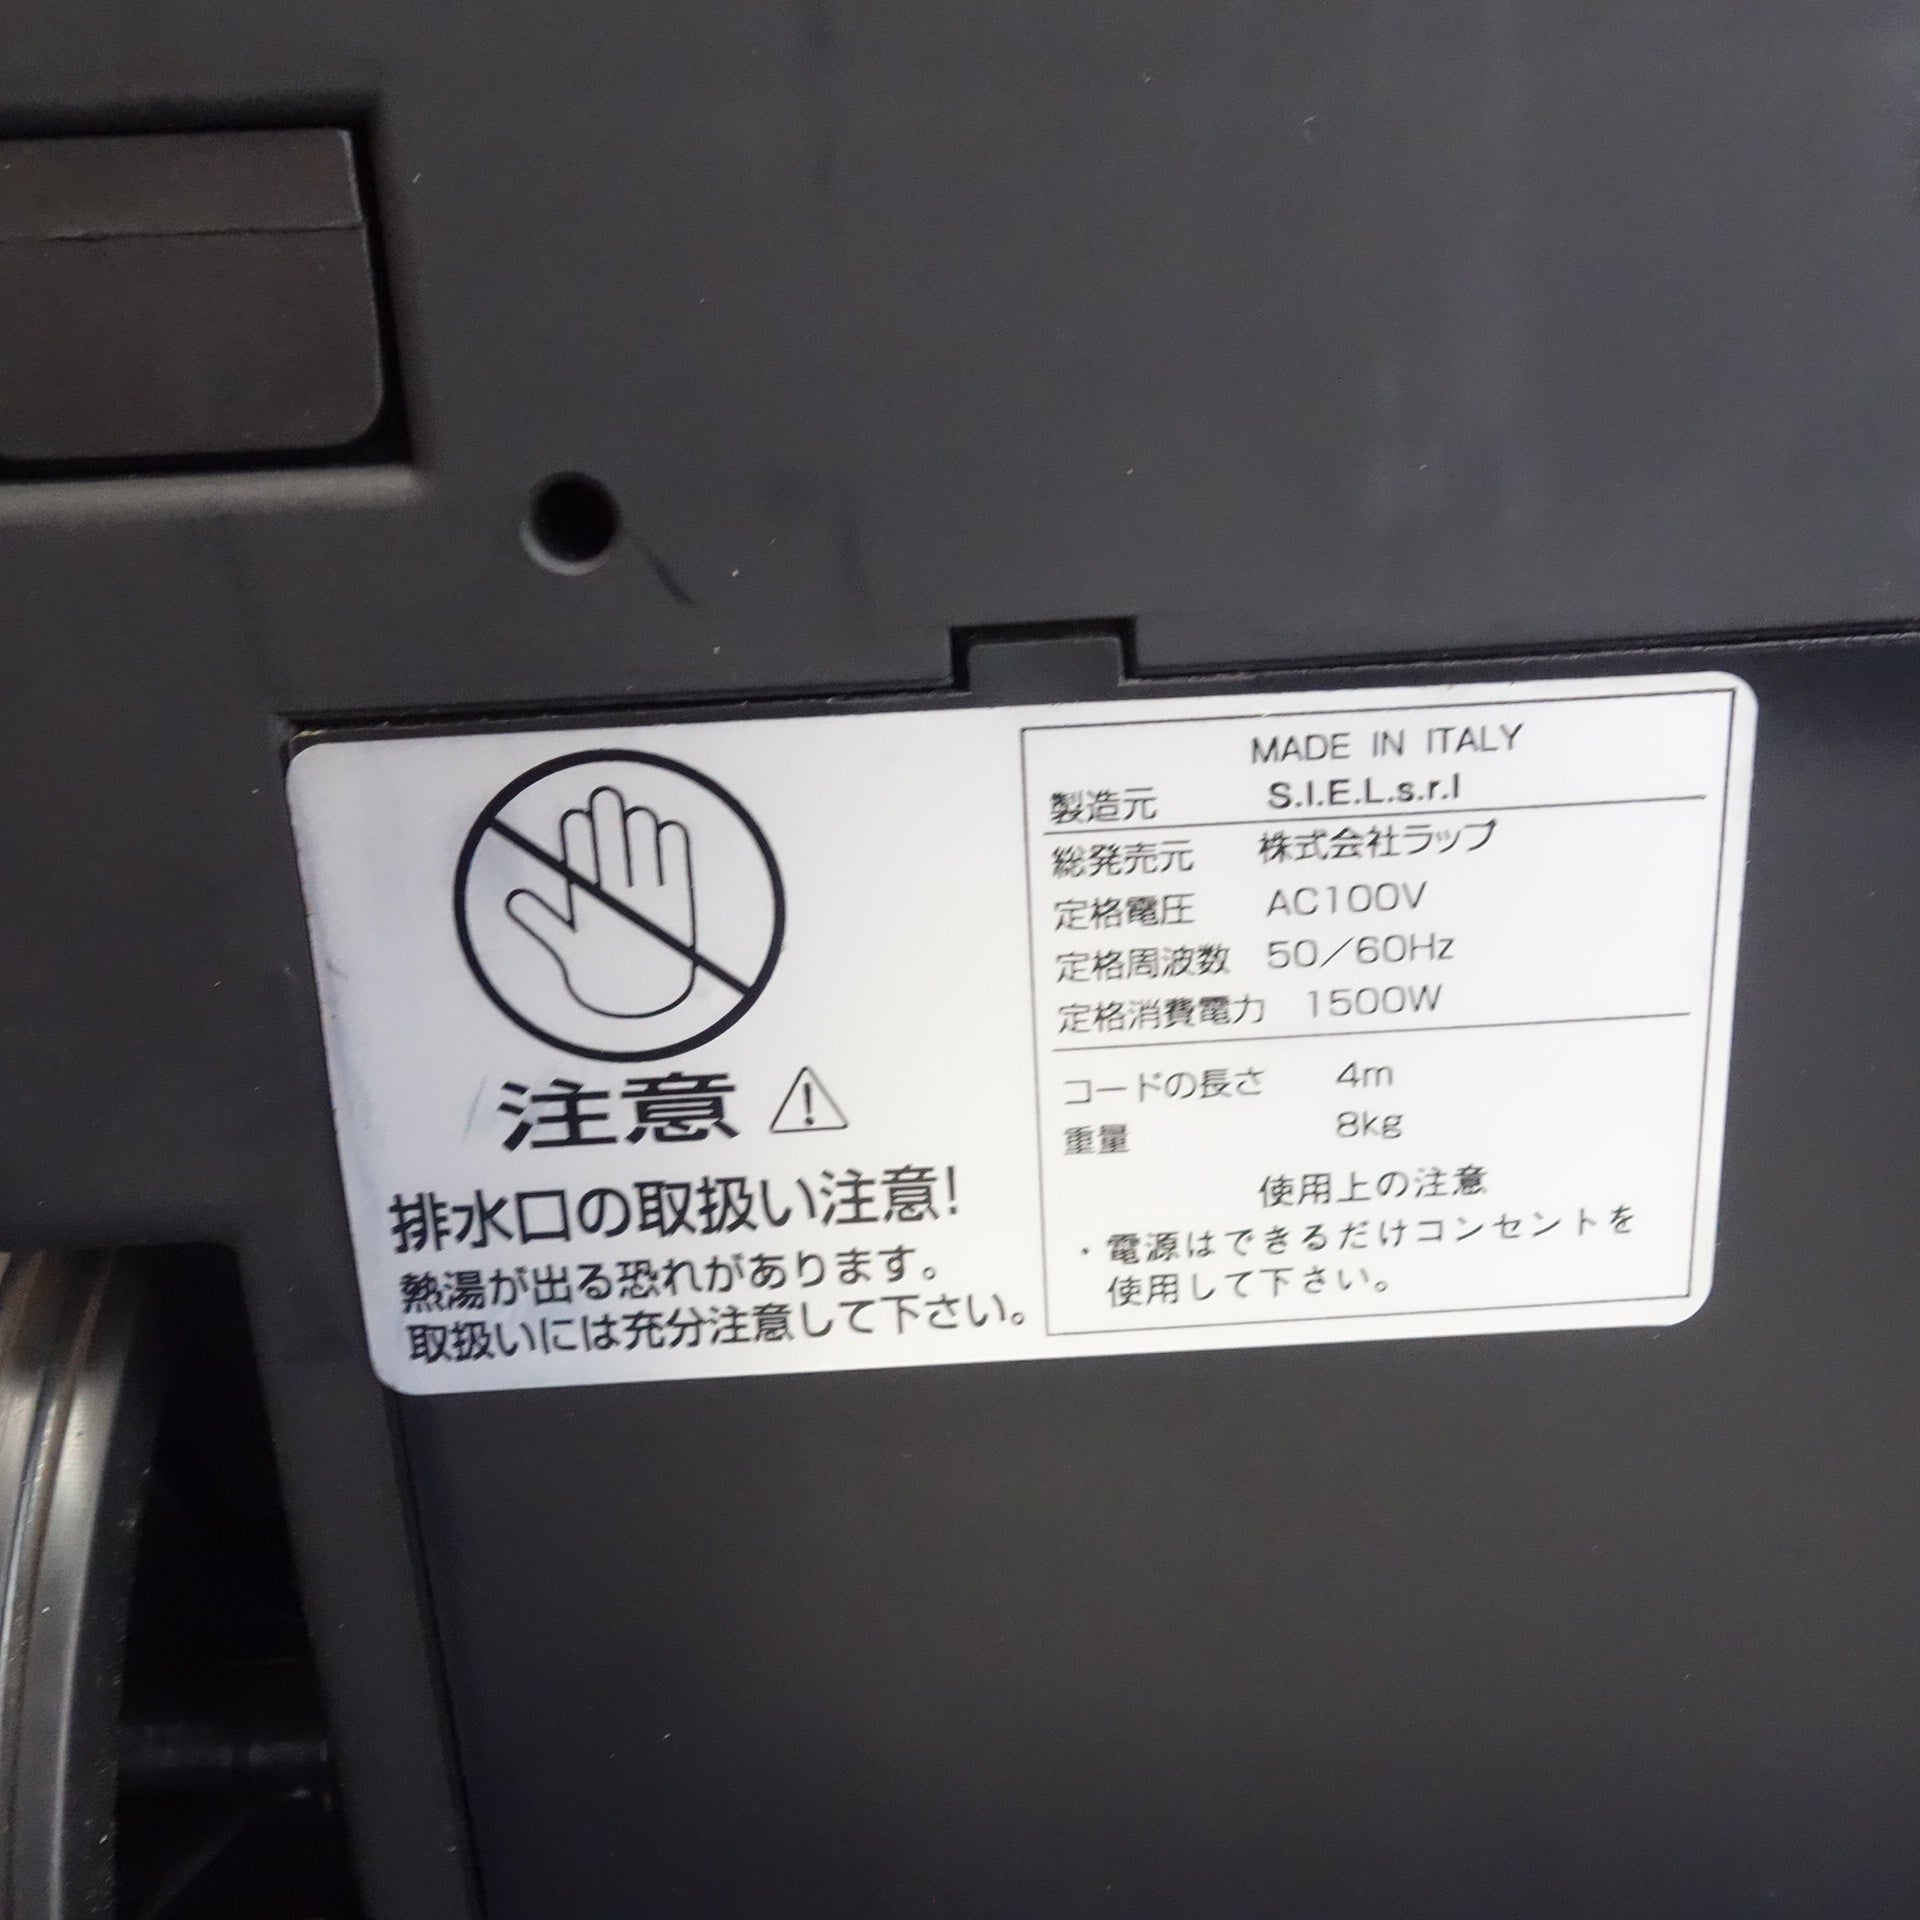 注意
排水口の取扱い注意!
熱湯が出る恐れがあります。
取扱いには充分注意して下さい。
MADE IN ITALY
製造元 S.I.E.L.s.r.l
総発売元 株式会社ラップ
定格電圧 AC100V
定格周波数 50/60Hz
定格消費電力 1500W
コードの長さ 4m
重量 8kg
使用上の注意
・電源はできるだけコンセントを
使用して下さい。